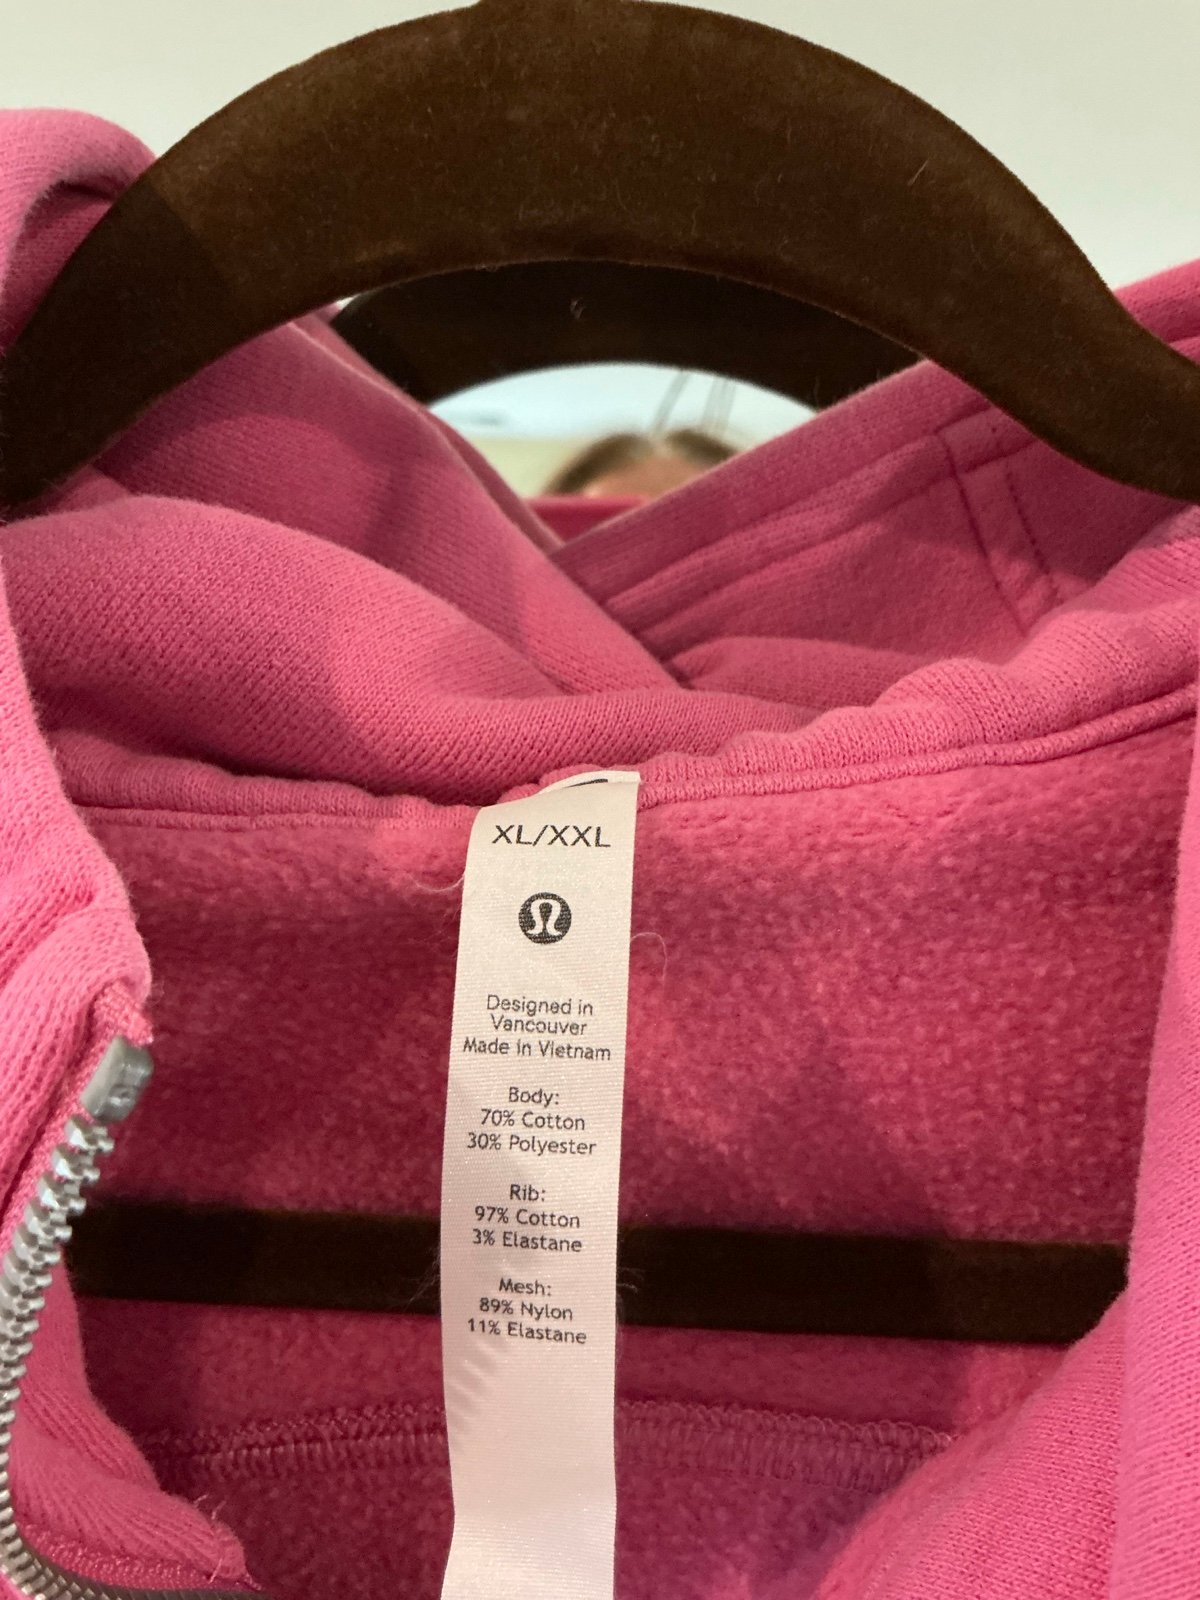 XL/XXL
Designed in
Vancouver
Made in Vietnam
Body:
70% Cotton
30% Polyester
Rib:
97% Cotton
3% Elastane
Mesh:
89% Nylon
11% Elastane